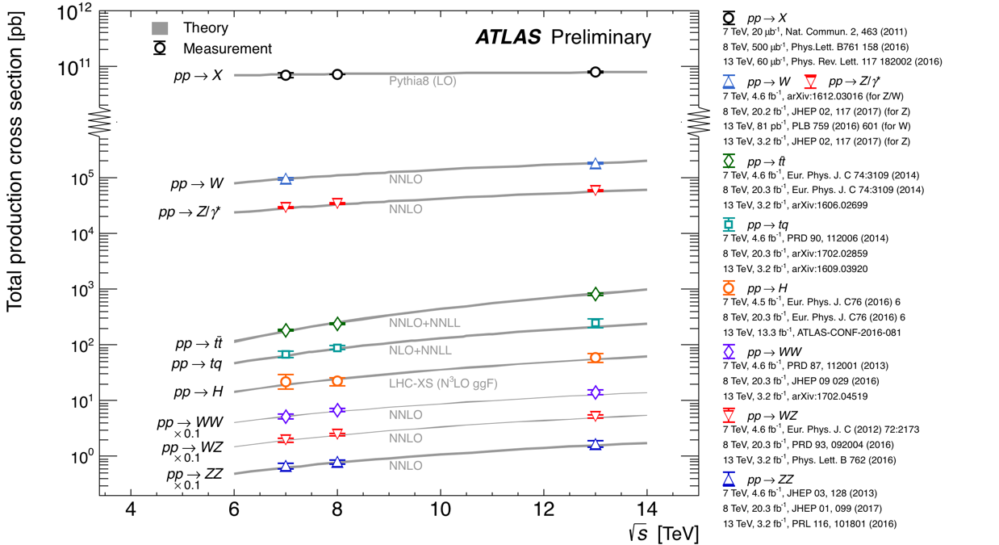 Total production cross section [pb]
10¹²
10¹¹
10⁵
10⁴
10³
10²
10¹
10⁰
Theory
Measurement
ATLAS Preliminary
pp → X
Pythia8 (LO)
pp → W
NNLO
pp → Z/γ*
NNLO
pp → tt̄
NNLO+NNLL
pp → tq
NLO+NNLL
pp → H
LHC-XS (N³LO ggF)
pp → WW
× 0.1
NNLO
pp → WZ
× 0.1
NNLO
pp → ZZ
× 0.1
NNLO
4 6 8 10 12 14
√s [TeV]
pp → X
7 TeV, 20 μb⁻¹, Nat. Commun. 2, 463 (2011)
8 TeV, 500 μb⁻¹, Phys.Lett. B761 158 (2016)
13 TeV, 60 μb⁻¹, Phys. Rev. Lett. 117 182002 (2016)
pp → W pp → Z/γ*
7 TeV, 4.6 fb⁻¹, arXiv:1612.03016 (for Z/W)
8 TeV, 20.2 fb⁻¹, JHEP 02, 117 (2017) (for Z)
13 TeV, 81 pb⁻¹, PLB 759 (2016) 601 (for W)
13 TeV, 3.2 fb⁻¹, JHEP 02, 117 (2017) (for Z)
pp → tt̄
7 TeV, 4.6 fb⁻¹, Eur. Phys. J. C 74:3109 (2014)
8 TeV, 20.3 fb⁻¹, Eur. Phys. J. C 74:3109 (2014)
13 TeV, 3.2 fb⁻¹, arXiv:1606.02699
pp → tq
7 TeV, 4.6 fb⁻¹, PRD 90, 112006 (2014)
8 TeV, 20.3 fb⁻¹, arXiv:1702.02859
13 TeV, 3.2 fb⁻¹, arXiv:1609.03920
pp → H
7 TeV, 4.5 fb⁻¹, Eur. Phys. J. C76 (2016) 6
8 TeV, 20.3 fb⁻¹, Eur. Phys. J. C76 (2016) 6
13 TeV, 13.3 fb⁻¹, ATLAS-CONF-2016-081
pp → WW
7 TeV, 4.6 fb⁻¹, PRD 87, 112001 (2013)
8 TeV, 20.3 fb⁻¹, JHEP 09 029 (2016)
13 TeV, 3.2 fb⁻¹, arXiv:1702.04519
pp → WZ
7 TeV, 4.6 fb⁻¹, Eur. Phys. J. C (2012) 72:2173
8 TeV, 20.3 fb⁻¹, PRD 93, 092004 (2016)
13 TeV, 3.2 fb⁻¹, Phys. Lett. B 762 (2016)
pp → ZZ
7 TeV, 4.6 fb⁻¹, JHEP 03, 128 (2013)
8 TeV, 20.3 fb⁻¹, JHEP 01, 099 (2017)
13 TeV, 3.2 fb⁻¹, PRL 116, 101801 (2016)